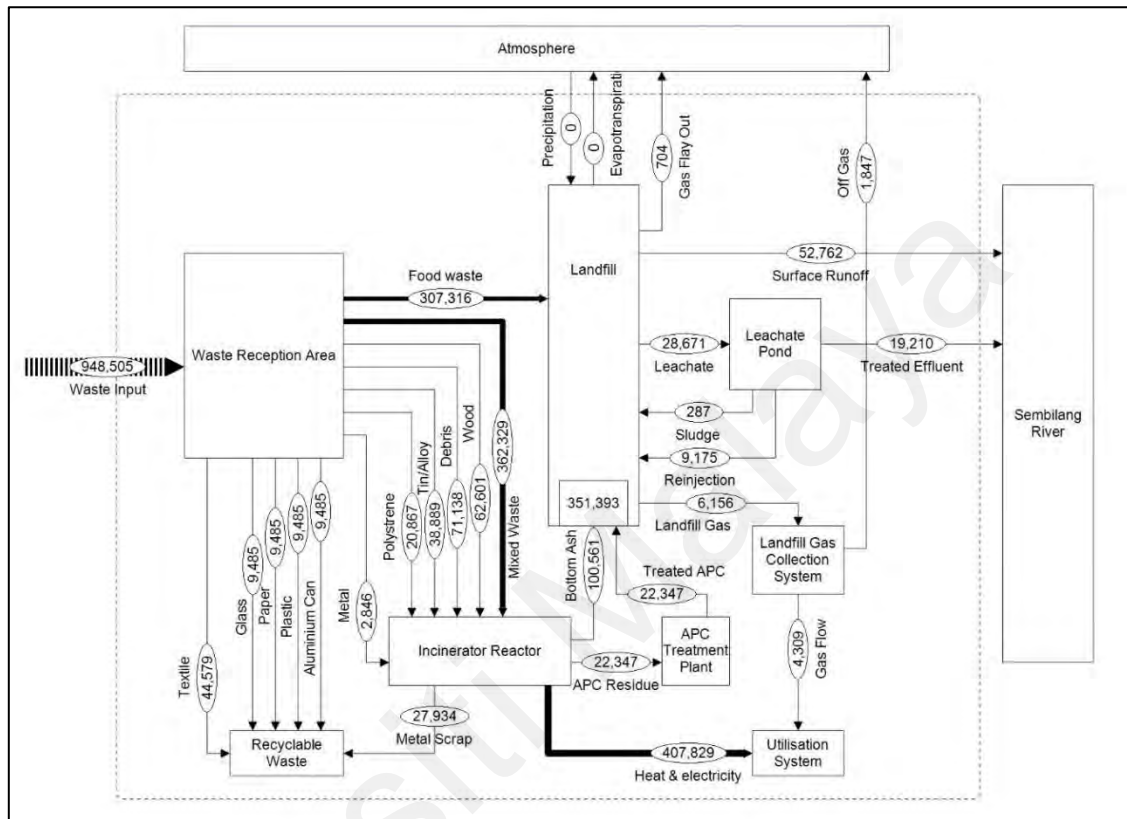 Atmosphere
Precipitation
0
Evapotranspiratio
0
Gas Flay Out
704
Off Gas
1,847
Landfill
52,762
Surface Runoff
Food waste
307,316
Waste Reception Area
948,505
Waste Input
28,671
Leachate
Leachate
Pond
19,210
Treated Effluent
287
Sludge
9,175
Reinjection
Sembilang
River
Polystrene
20,867
Tin/Alloy
38,889
Debris
71,138
Wood
62,601
Mixed Waste
362,329
351,393
6,156
Landfill Gas
Landfill Gas
Collection
System
Textile
44,579
Glass
9,485
Paper
9,485
Plastic
9,485
Aluminium Can
9,485
Metal
2,846
Bottom Ash
100,561
Treated APC
22,347
Incinerator Reactor
22,347
APC Residue
APC
Treatment
Plant
4,309
Gas Flow
27,934
Metal Scrap
Recyclable
Waste
407,829
Heat & electricity
Utilisation
System
siti Malaya